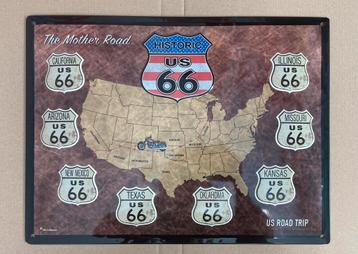 The Mother Road...
HISTORIC
US
66
CALIFORNIA
US
66
ILLINOIS
US
66
ARIZONA
US
66
MISSOURI
US
66
NEW MEXICO
US
66
KANSAS
US
66
TEXAS
US
66
OKLAHOMA
US
66
US ROAD TRIP